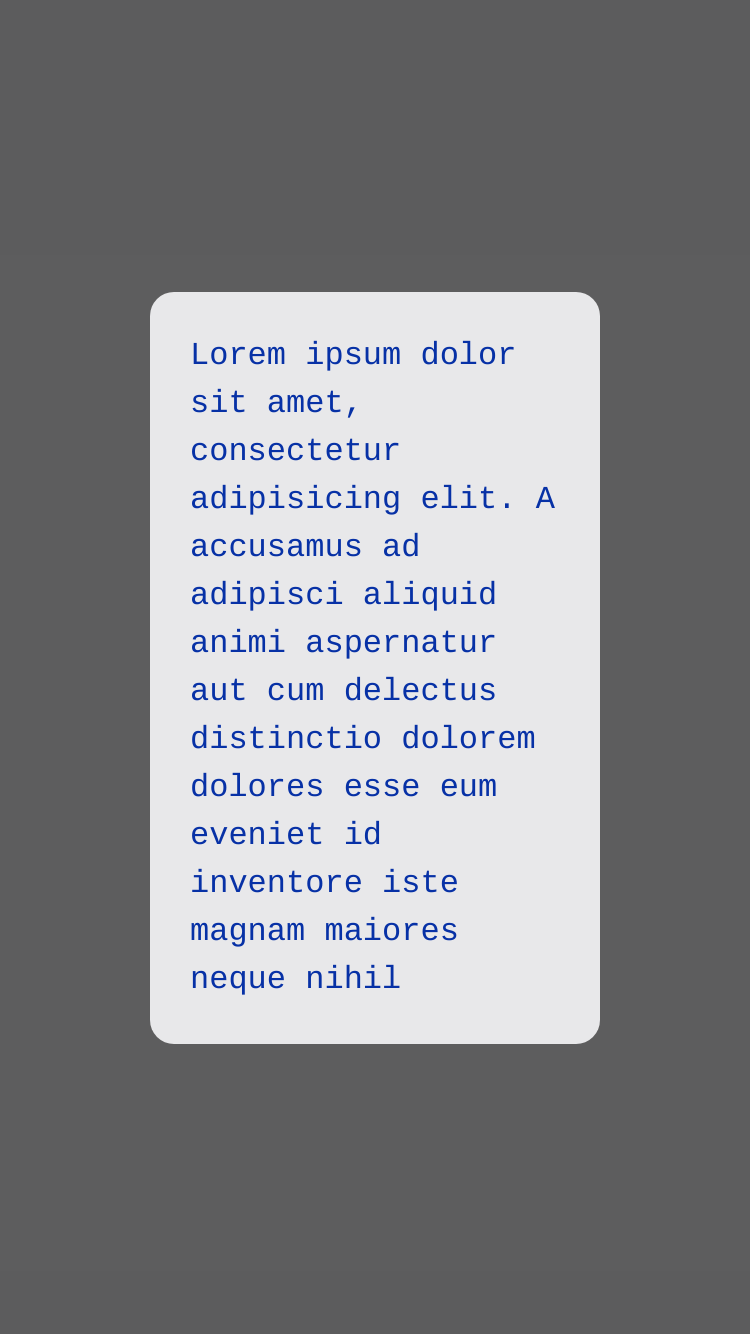 Lorem ipsum dolor
sit amet,
consectetur
adipisicing elit. A
accusamus ad
adipisci aliquid
animi aspernatur
aut cum delectus
distinctio dolorem
dolores esse eum
eveniet id
inventore iste
magnam maiores
neque nihil